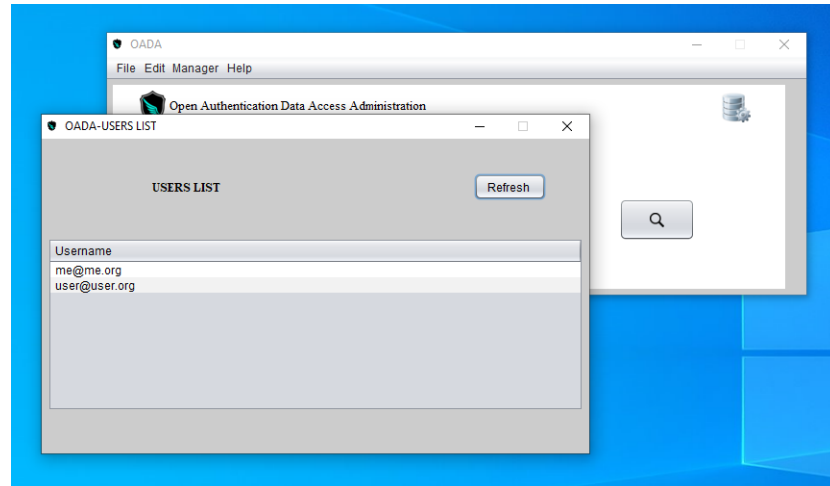 OADA
File Edit Manager Help
Open Authentication Data Access Administration
OADA-USERS LIST
USERS LIST
Refresh
Username
me@me.org
user@user.org